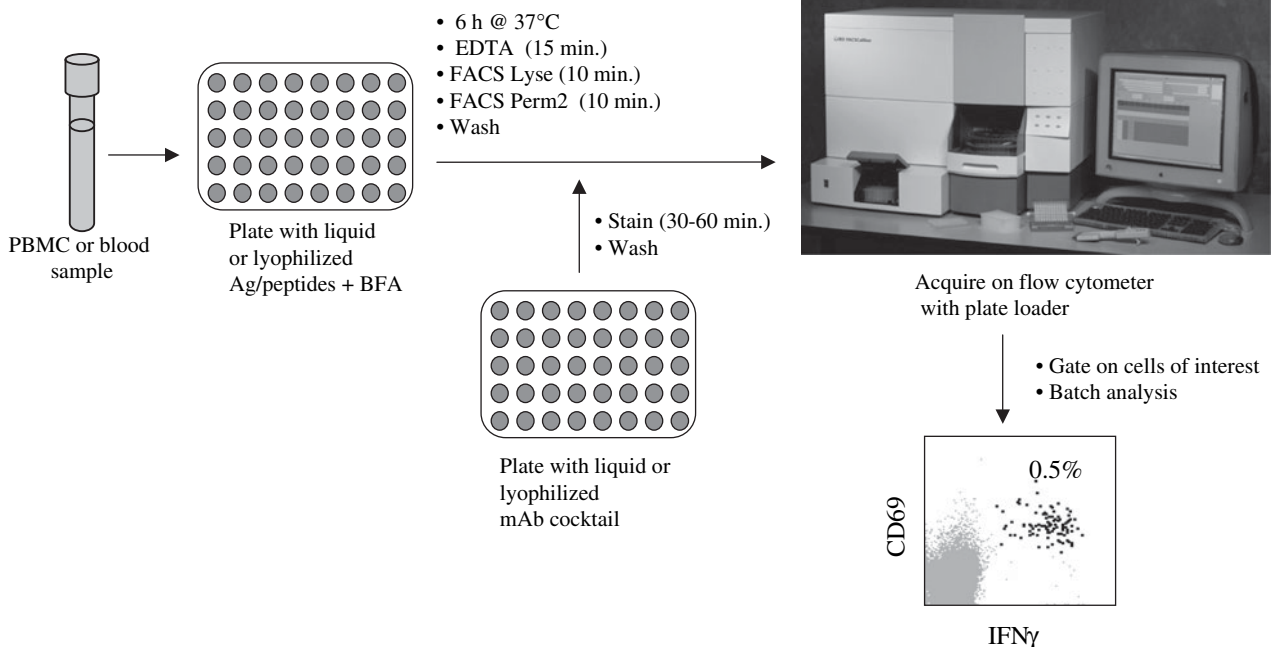 PBMC or blood
sample
Plate with liquid
or lyophilized
Ag/peptides + BFA
• 6 h @ 37°C
• EDTA (15 min.)
• FACS Lyse (10 min.)
• FACS Perm2 (10 min.)
• Wash
• Stain (30-60 min.)
• Wash
Plate with liquid or
lyophilized
mAb cocktail
Acquire on flow cytometer
with plate loader
• Gate on cells of interest
• Batch analysis
0.5%
CD69
IFNγ